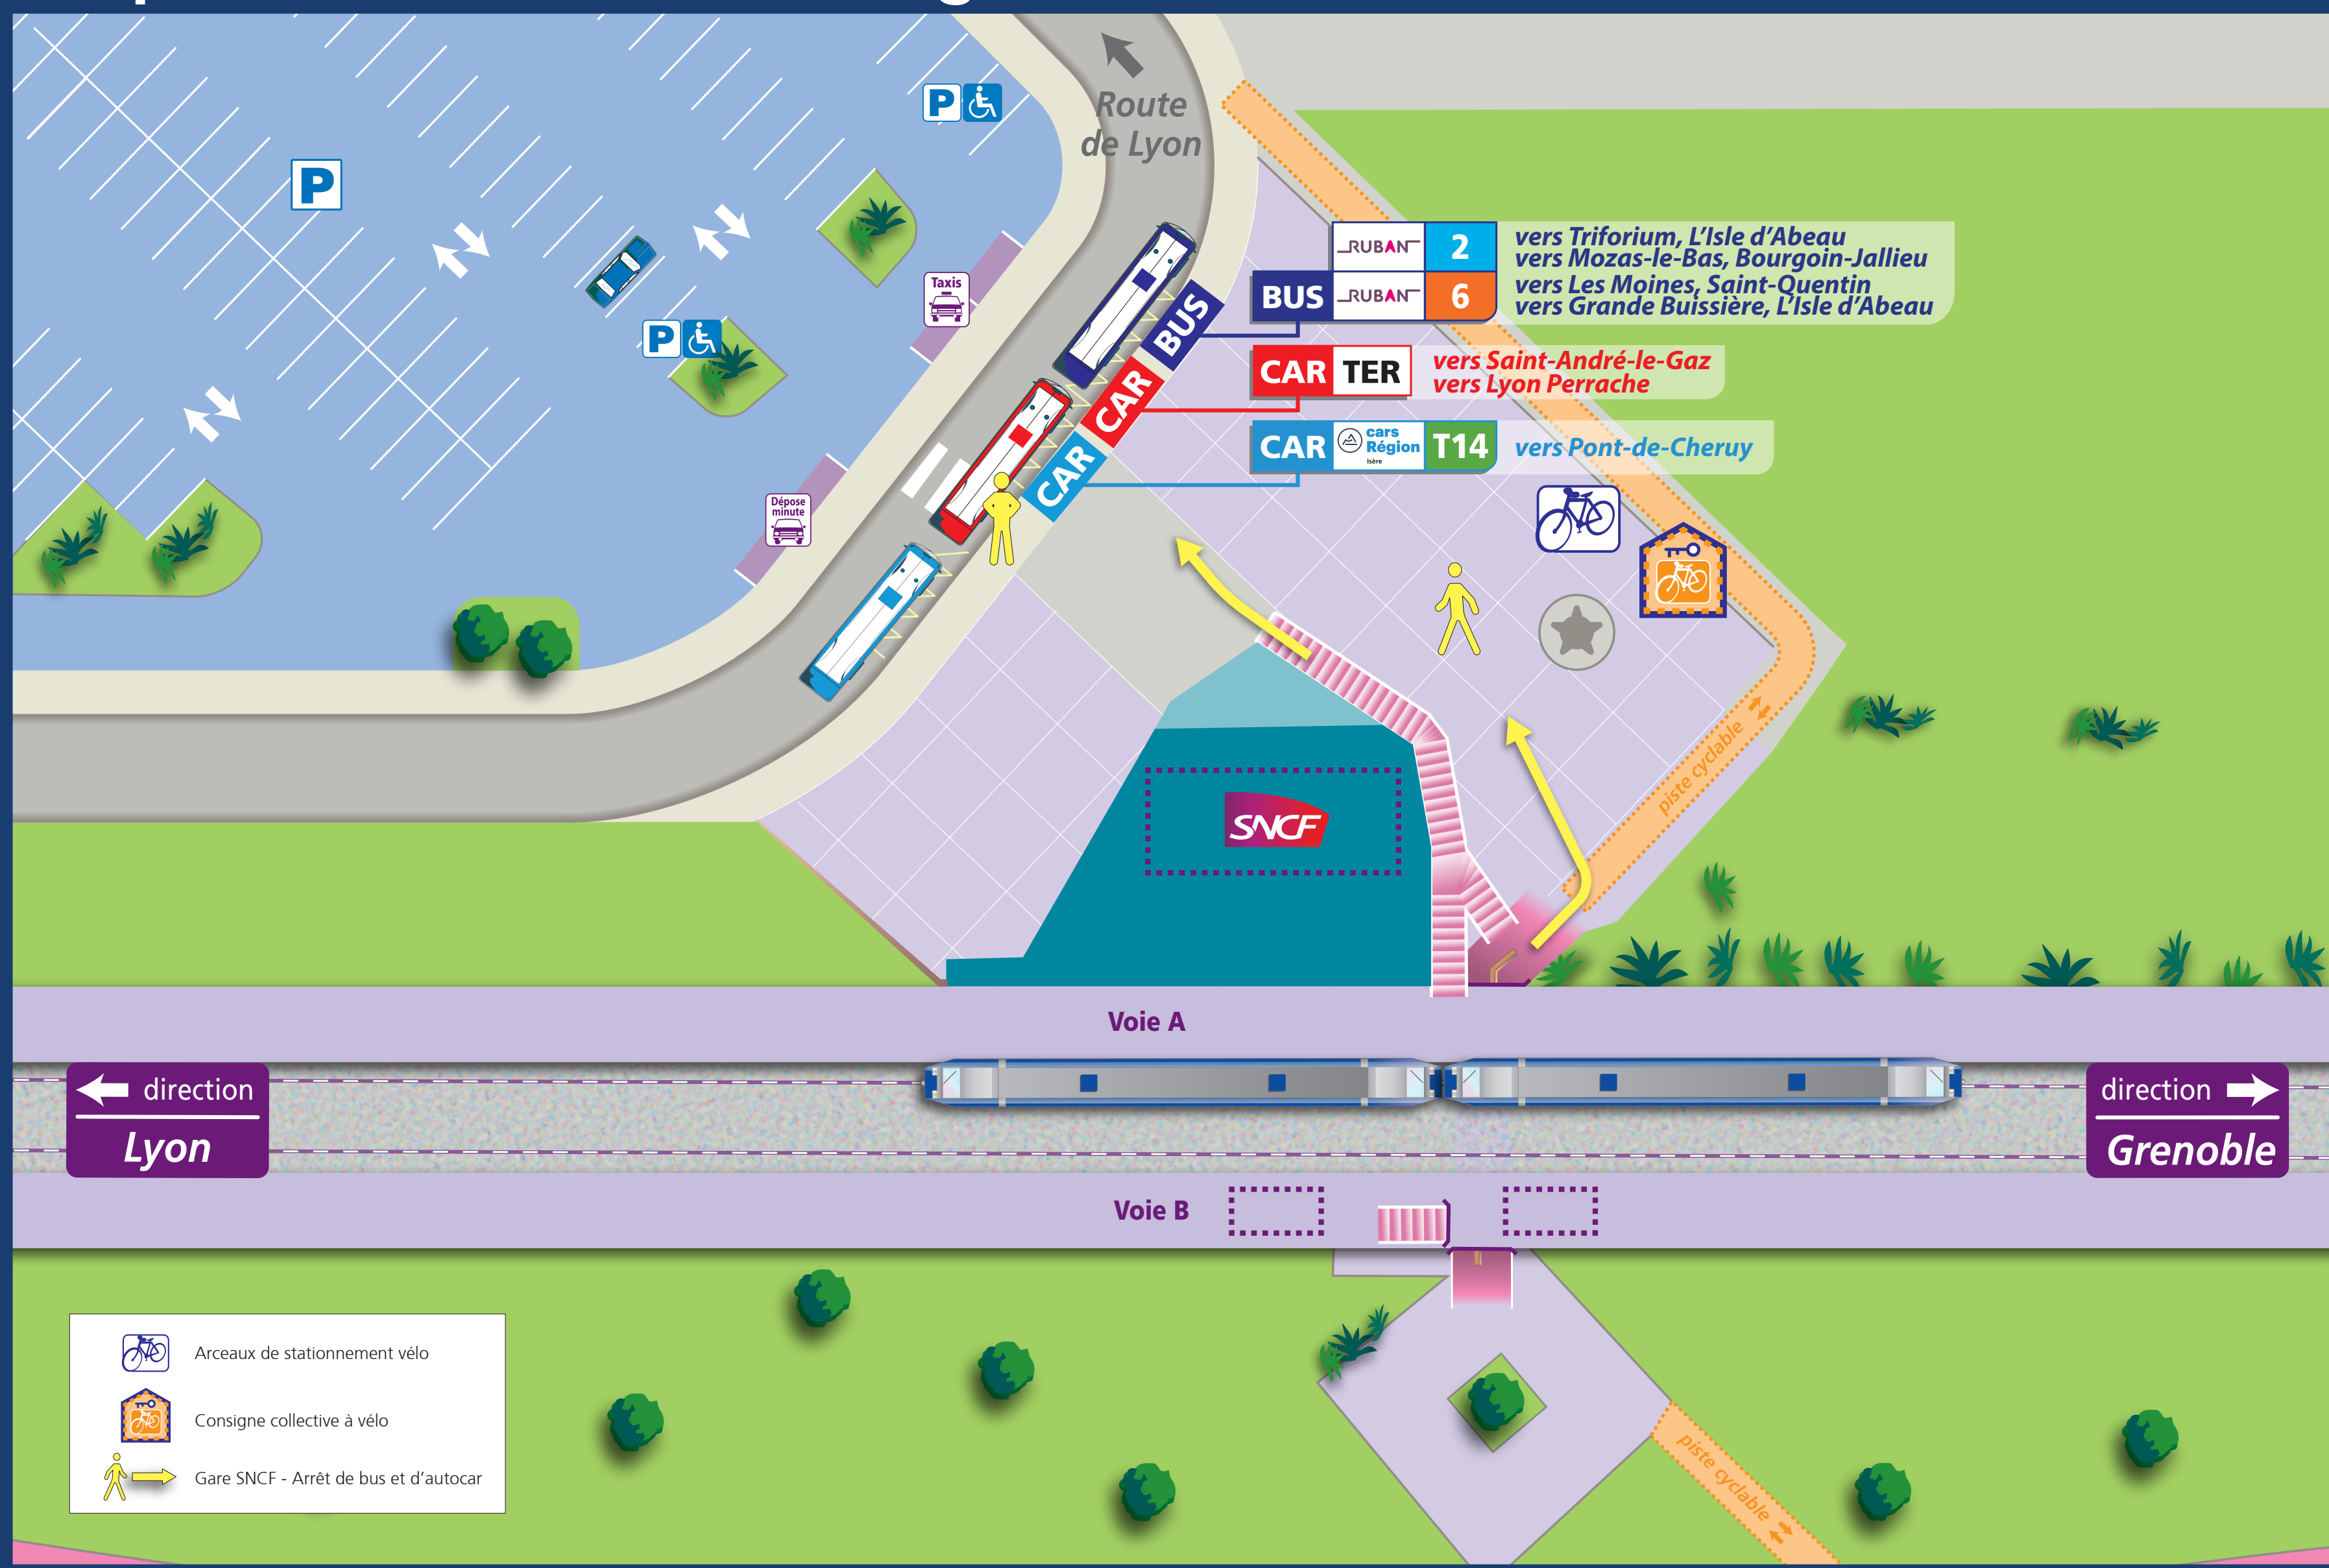 P
P
Route
de Lyon
P
Taxis
Dépose
minute
BUS
CAR
CAR
RUBAN 2 vers Triforium, L'Isle d'Abeau
vers Mozas-le-Bas, Bourgoin-Jallieu
BUS RUBAN 6 vers Les Moines, Saint-Quentin
vers Grande Buissière, L'Isle d'Abeau
CAR TER vers Saint-André-le-Gaz
vers Lyon Perrache
CAR cars Région Isère T14 vers Pont-de-Cheruy
piste cyclable
SNCF
Voie A
direction
Lyon
direction
Grenoble
Voie B
Arceaux de stationnement vélo
Consigne collective à vélo
Gare SNCF - Arrêt de bus et d'autocar
piste cyclable